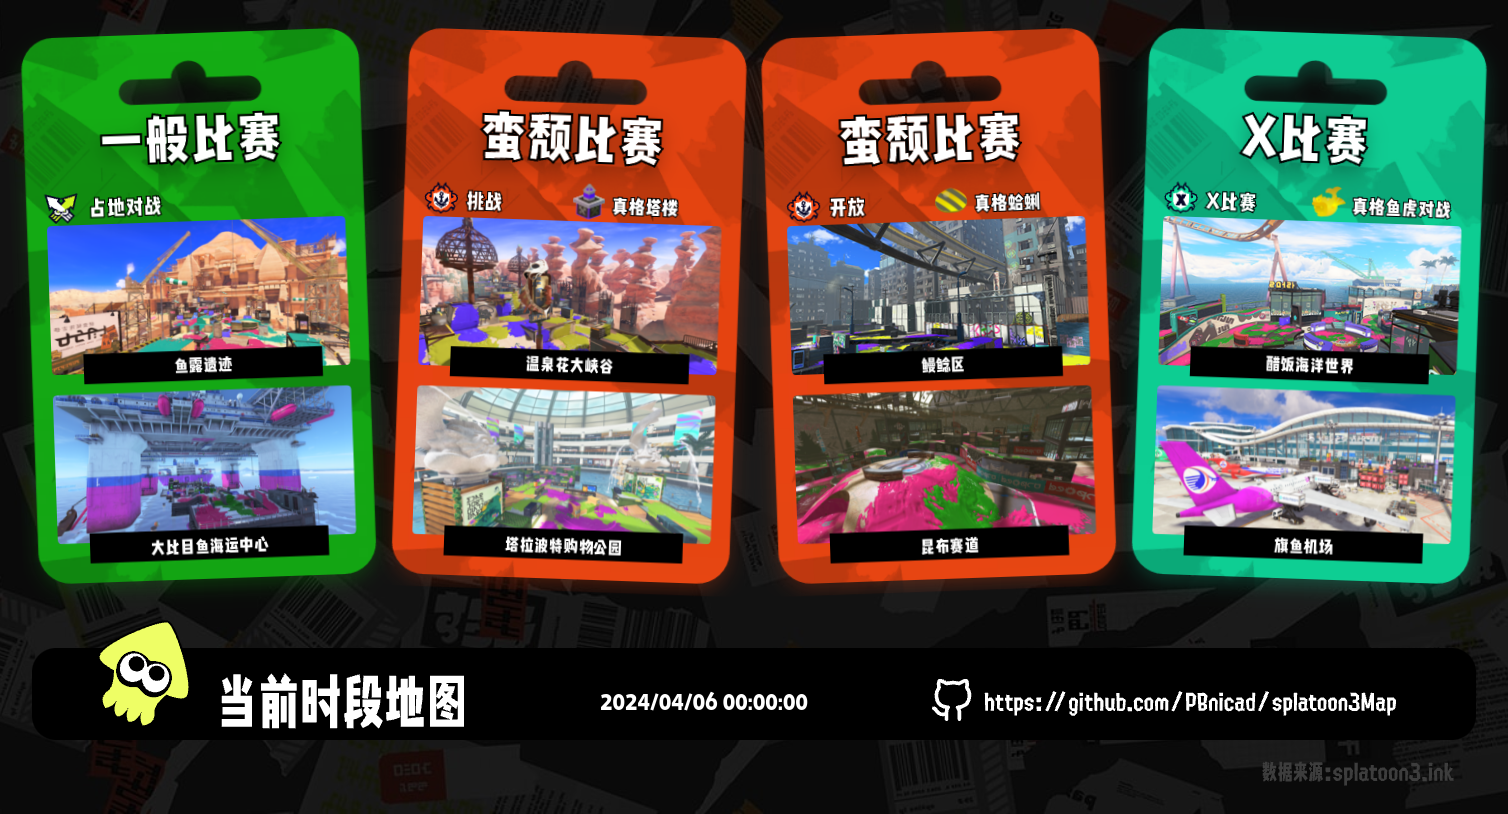 一般比赛
占地对战
鱼露遗迹
大比目鱼海运中心
蛮颓比赛
挑战
真格塔楼
温泉花大峡谷
塔拉波特购物公园
蛮颓比赛
开放
真格蛤蜊
鳗鲶区
昆布赛道
X比赛
X比赛
真格鱼虎对战
醋饭海洋世界
旗鱼机场
当前时段地图
2024/04/06 00:00:00
https://github.com/PBnicad/splatoon3Map
数据来源:splatoon3.ink